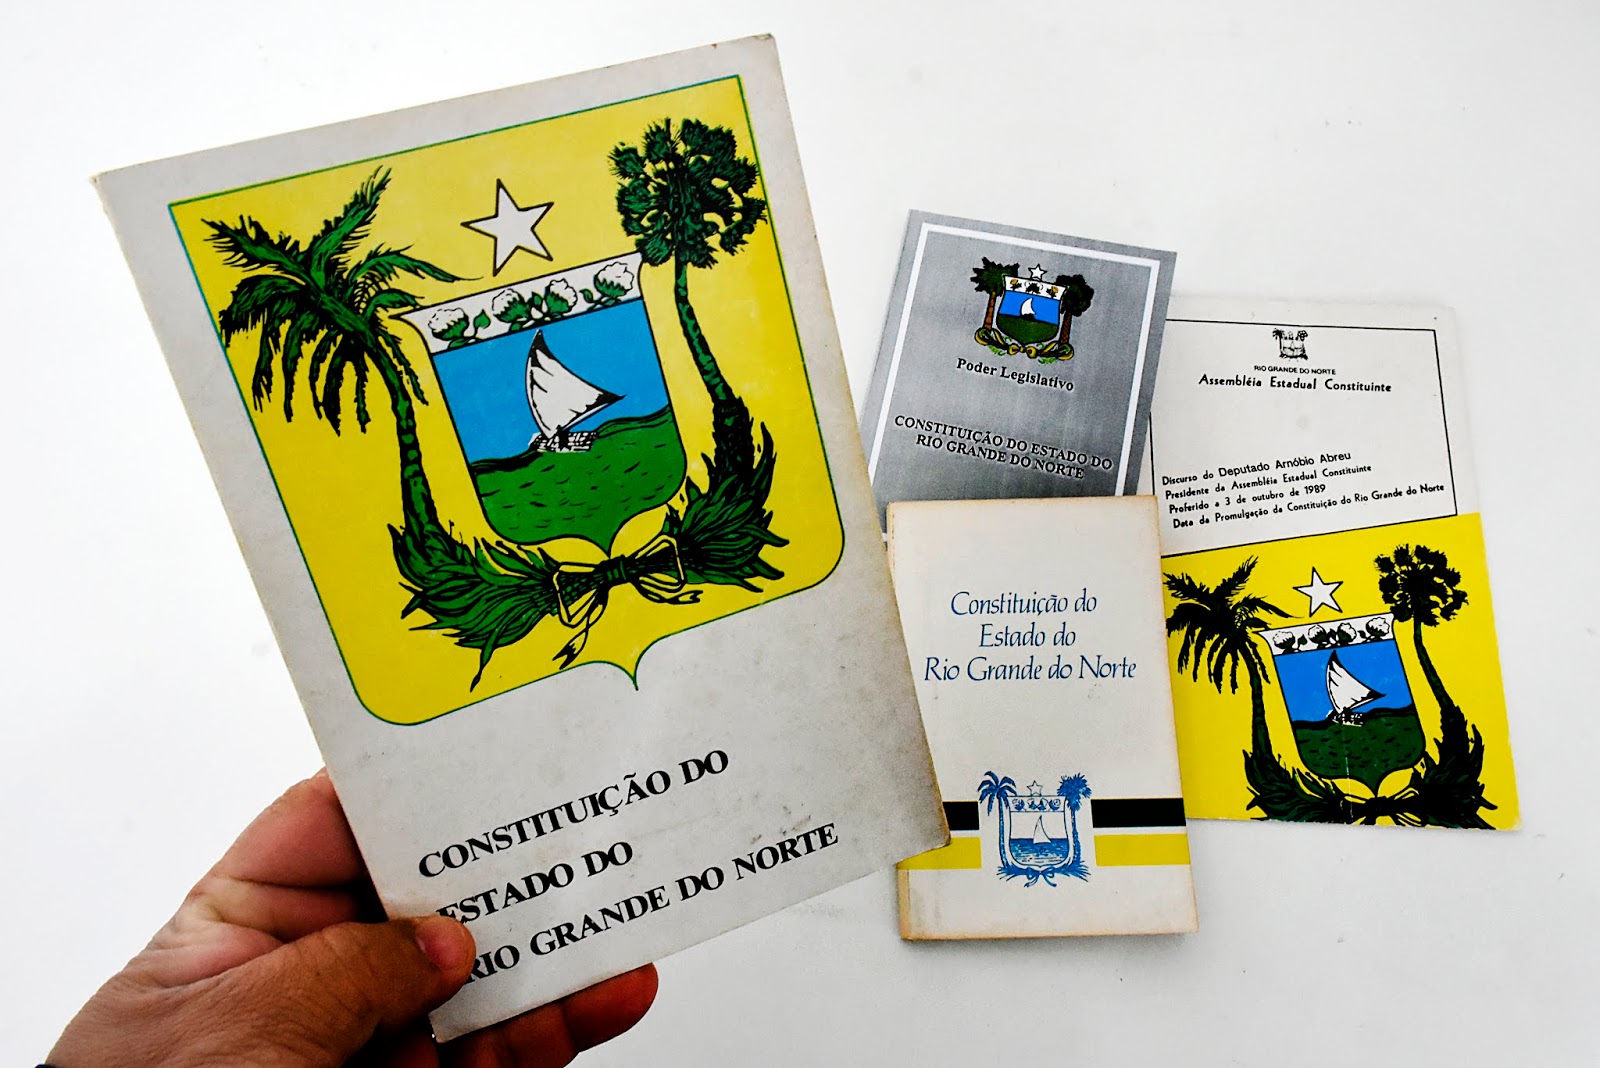 CONSTITUIÇÃO DO
ESTADO DO
RIO GRANDE DO NORTE
Poder Legislativo
CONSTITUIÇÃO DO ESTADO DO
RIO GRANDE DO NORTE
Constituição do
Estado do
Rio Grande do Norte
RIO GRANDE DO NORTE
Assembléia Estadual Constituinte
Discurso do Deputado Arnóbio Abreu
Presidente da Assembléia Estadual Constituinte
Proferido a 3 de outubro de 1989
Data da Promulgação da Constituição do Rio Grande do Norte